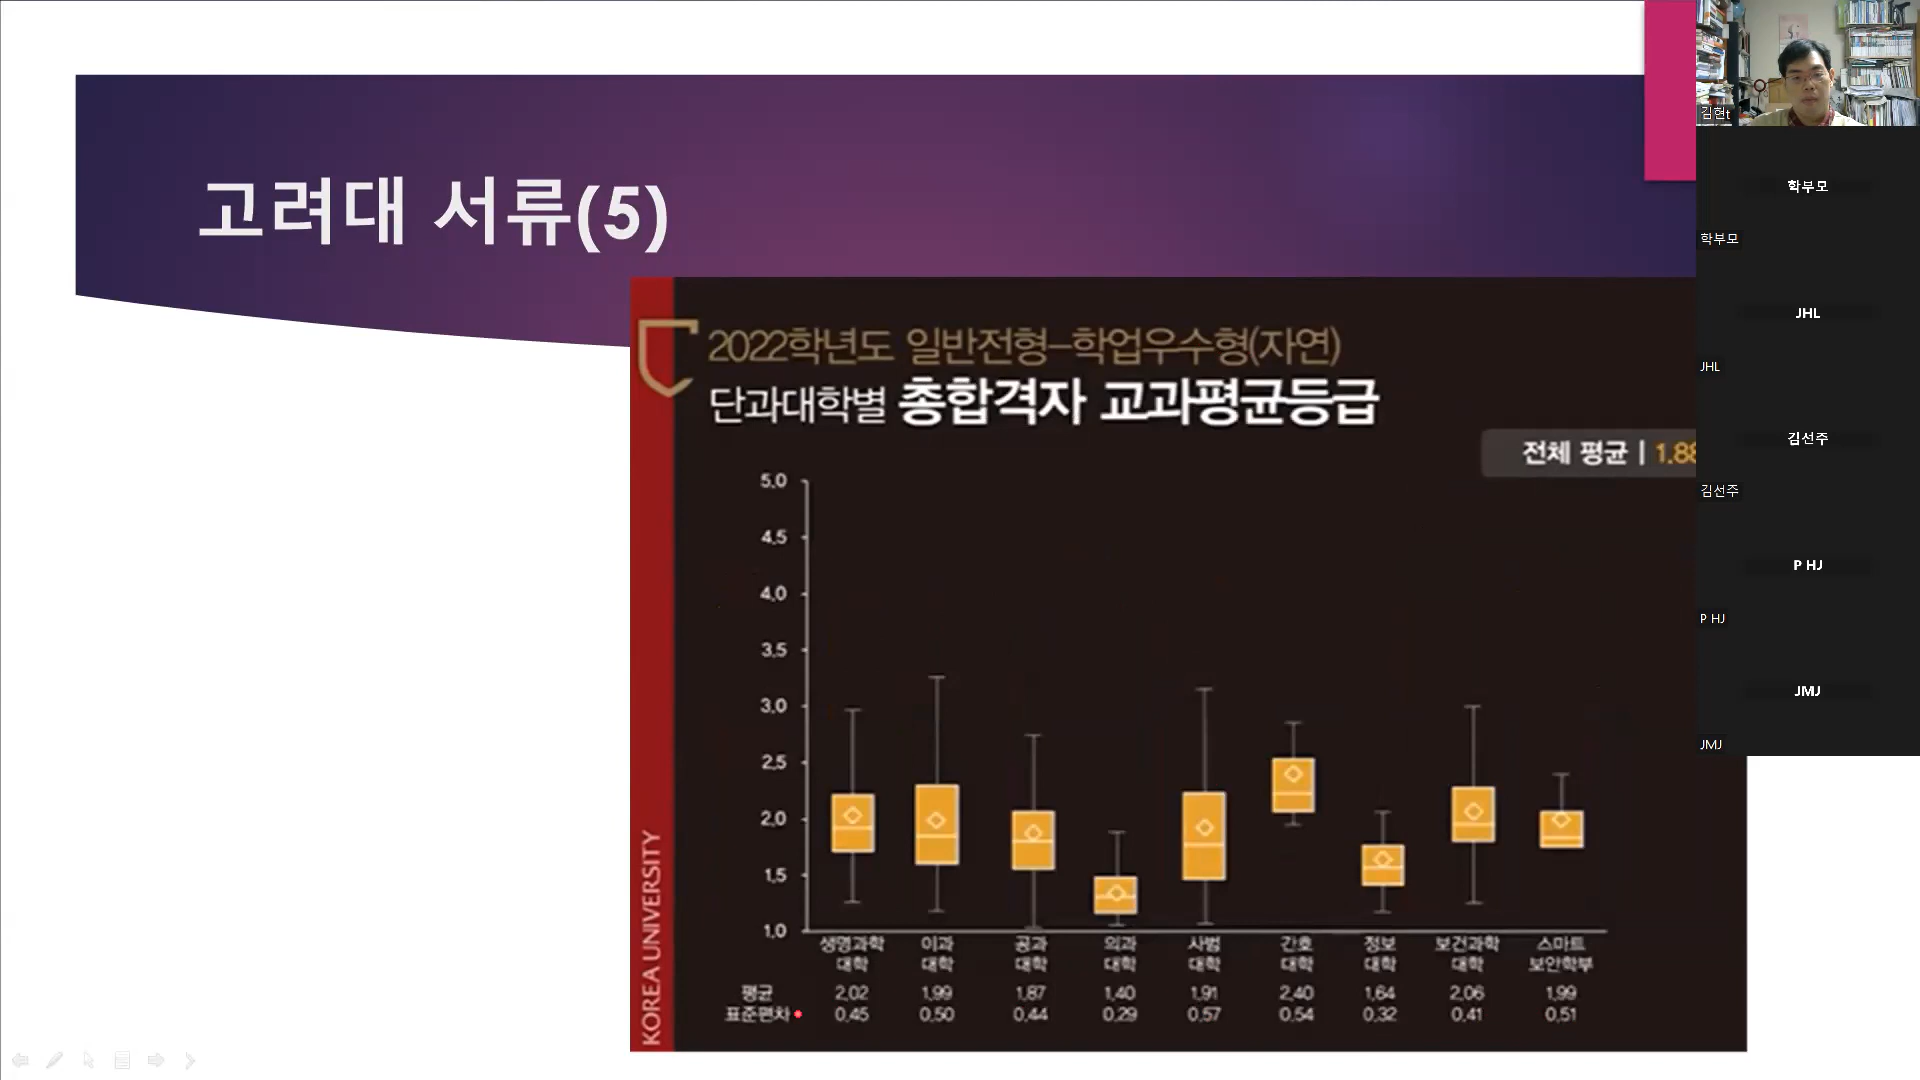 고려대 서류(5)
2022학년도 일반전형-학업우수형(자연)
단과대학별 총합격자 교과평균등급
전체 평균 | 1.88
5.0
4.5
4.0
3.5
3.0
2.5
2.0
1.5
1.0
생명과학 이과 공과 의과 사범 간호 정보 보건과학 스마트
대학 대학 대학 대학 대학 대학 대학 대학 보안학부
평균 2.02 1.99 1.87 1.40 1.91 2.40 1.64 2.06 1.99
표준편차 0.45 0.50 0.44 0.29 0.57 0.54 0.32 0.41 0.51
KOREA UNIVERSITY
김현t
학부모
학부모
JHL
JHL
김선주
김선주
P HJ
P HJ
JMJ
JMJ